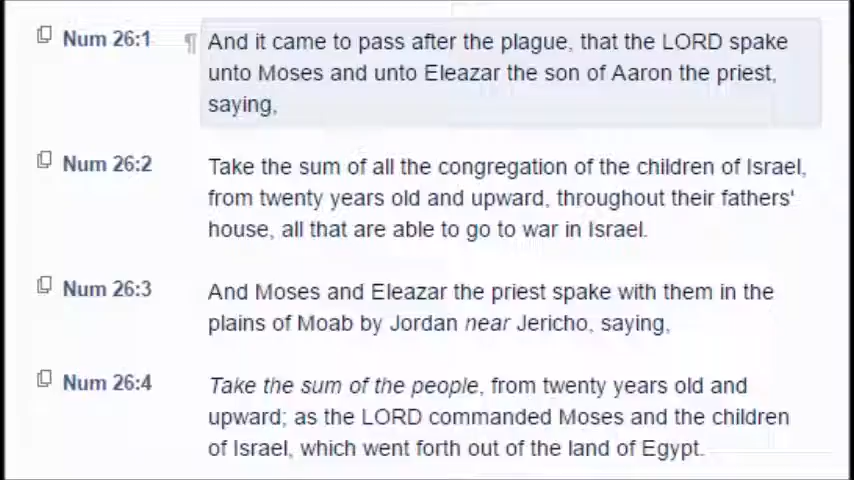 Num 26:1 ¶ And it came to pass after the plague, that the LORD spake
unto Moses and unto Eleazar the son of Aaron the priest,
saying,
Num 26:2 Take the sum of all the congregation of the children of Israel,
from twenty years old and upward, throughout their fathers'
house, all that are able to go to war in Israel.
Num 26:3 And Moses and Eleazar the priest spake with them in the
plains of Moab by Jordan near Jericho, saying,
Num 26:4 Take the sum of the people, from twenty years old and
upward; as the LORD commanded Moses and the children
of Israel, which went forth out of the land of Egypt.